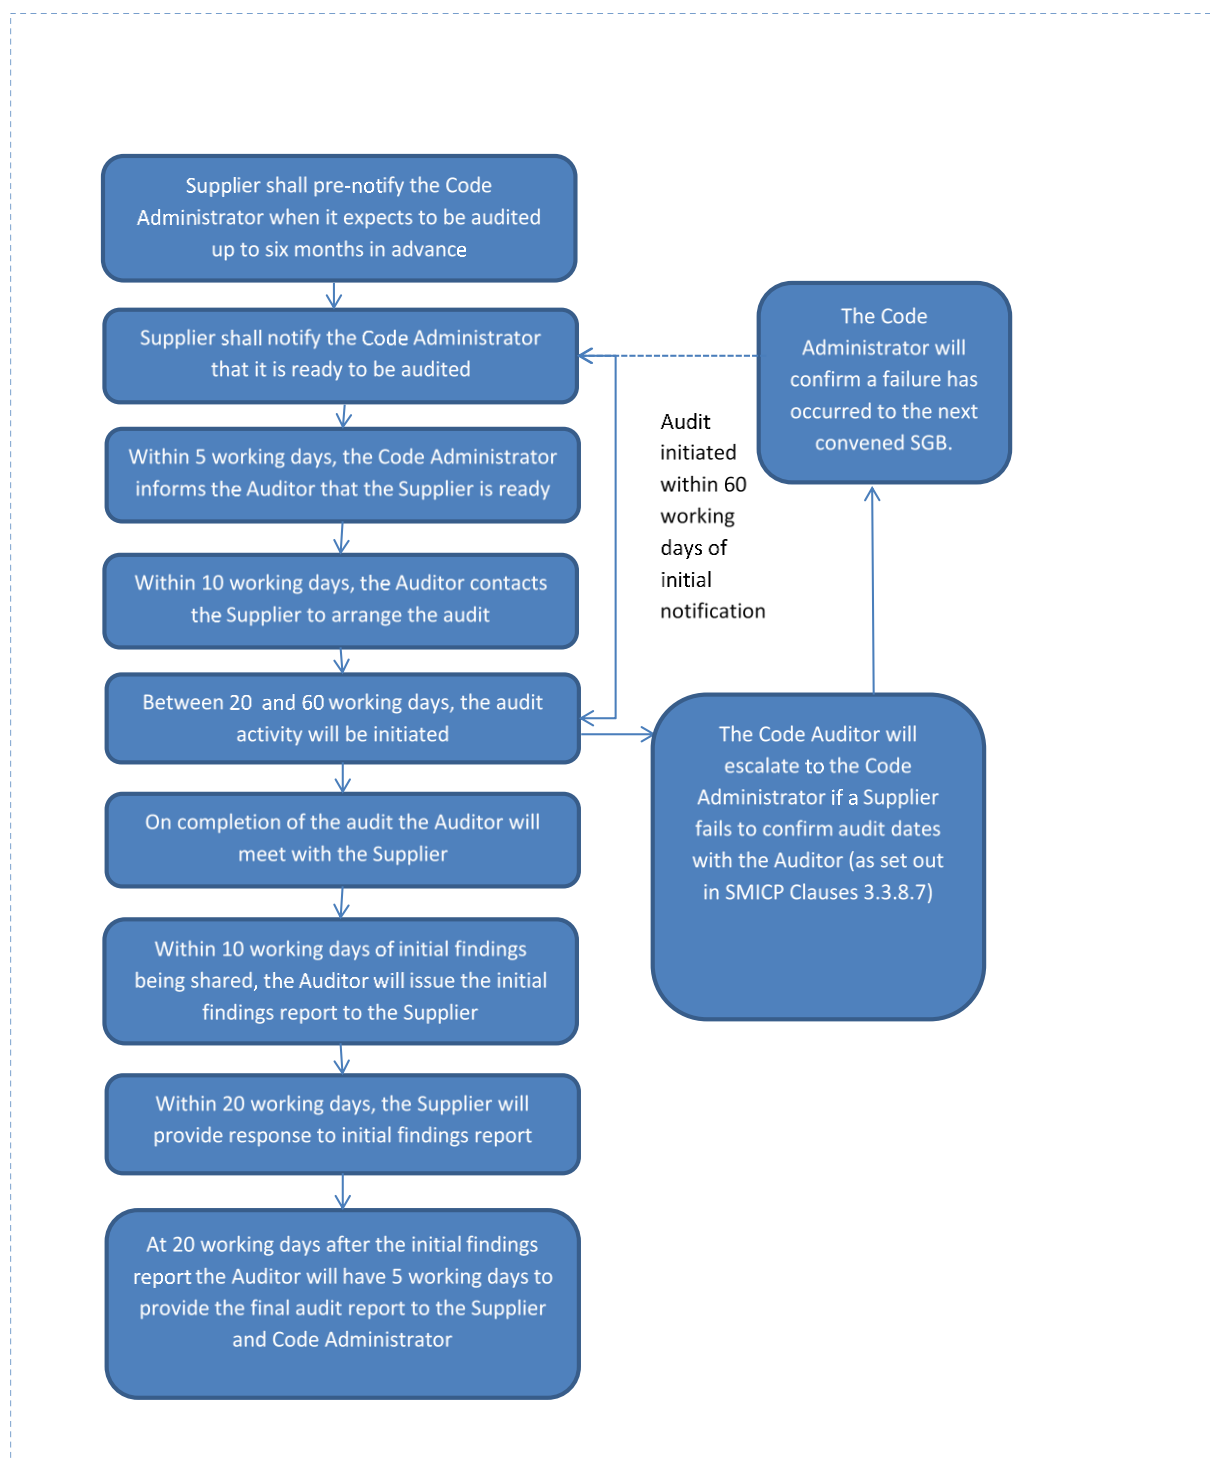 Supplier shall pre-notify the Code
Administrator when it expects to be audited
up to six months in advance
Supplier shall notify the Code Administrator
that it is ready to be audited
Within 5 working days, the Code Administrator
informs the Auditor that the Supplier is ready
Within 10 working days, the Auditor contacts
the Supplier to arrange the audit
Between 20 and 60 working days, the audit
activity will be initiated
On completion of the audit the Auditor will
meet with the Supplier
Within 10 working days of initial findings
being shared, the Auditor will issue the initial
findings report to the Supplier
Within 20 working days, the Supplier will
provide response to initial findings report
At 20 working days after the initial findings
report the Auditor will have 5 working days to
provide the final audit report to the Supplier
and Code Administrator
Audit
initiated
within 60
working
days of
initial
notification
The Code
Administrator will
confirm a failure has
occurred to the next
convened SGB.
The Code Auditor will
escalate to the Code
Administrator if a Supplier
fails to confirm audit dates
with the Auditor (as set out
in SMICP Clauses 3.3.8.7)